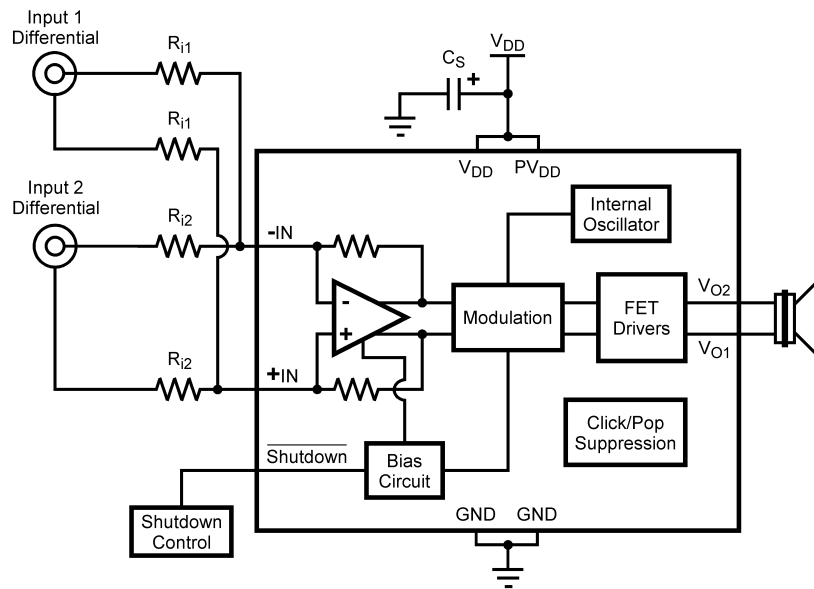 Input 1
Differential
Ri1
Ri1
Input 2
Differential
Ri2
Ri2
CS
+
VDD
VDD
PVDD
Internal
Oscillator
-IN
-
+
+IN
Modulation
FET
Drivers
VO2
VO1
Click/Pop
Suppression
Shutdown
Bias
Circuit
Shutdown
Control
GND
GND